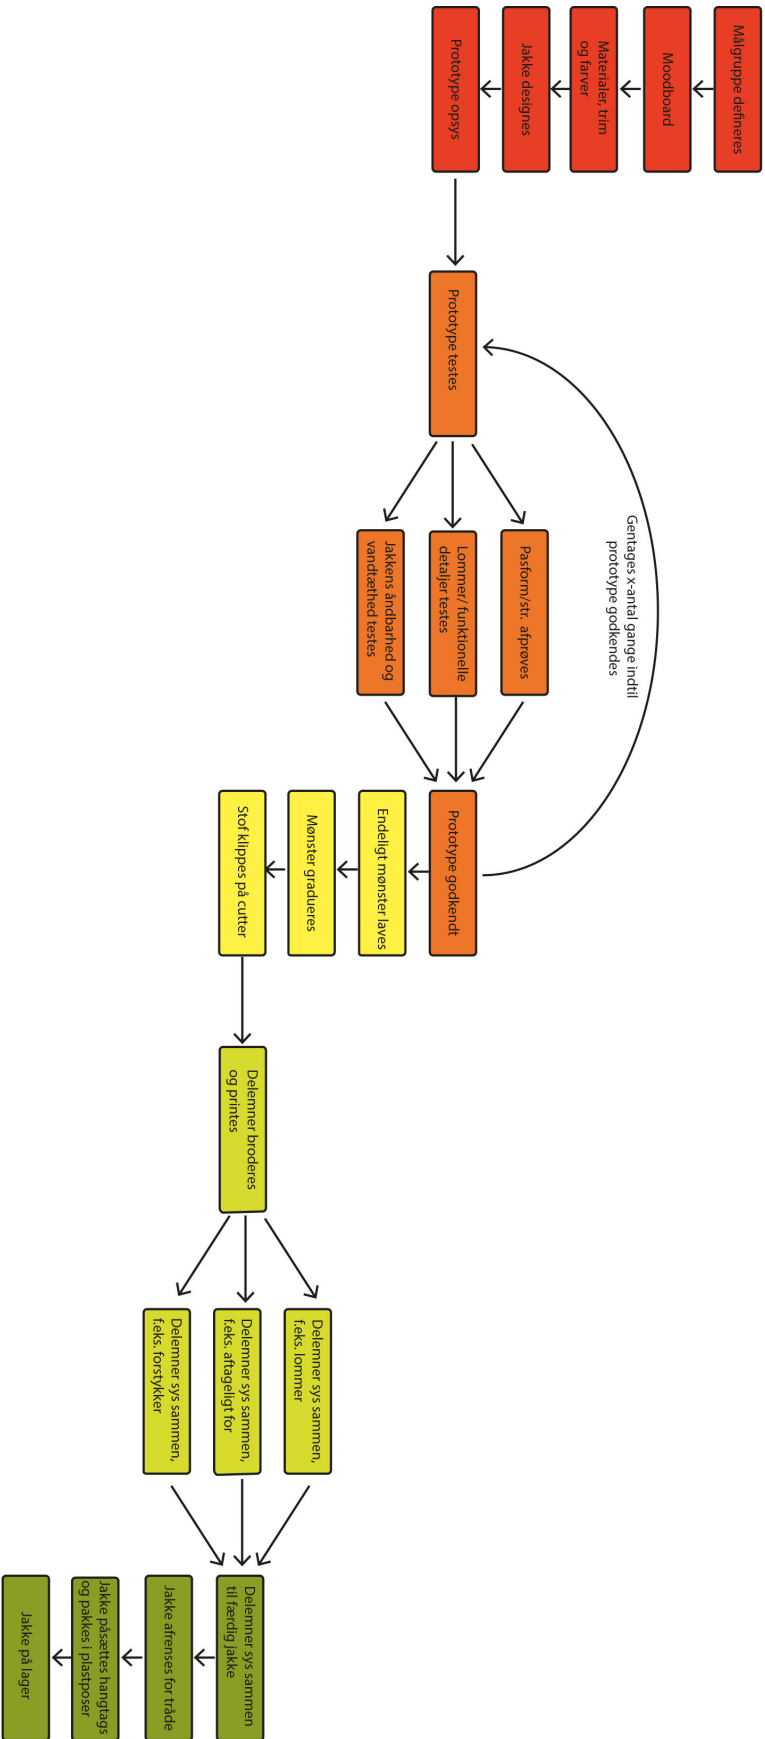 Målgruppe defineres
Moodboard
Materialer, trim
og farver
Jakke designes
Prototype opsys
Prototype testes
Gentages x-antal gange indtil
prototype godkendes
Pasform/str. afprøves
Lommer/ funktionelle
detaljer testes
Jakkens åndbarhed og
vandtæthed testes
Prototype godkendt
Endeligt mønster laves
Mønster gradueres
Stof klippes på cutter
Delemner broderes
og printes
Delemner sys sammen,
f.eks. lommer
Delemner sys sammen,
f.eks. aftageligt for
Delemner sys sammen,
f.eks. forstykker
Delemner sys sammen
til færdig jakke
Jakke afrenses for tråde
Jakke påsættes hangtags
og pakkes i plastposer
Jakke på lager